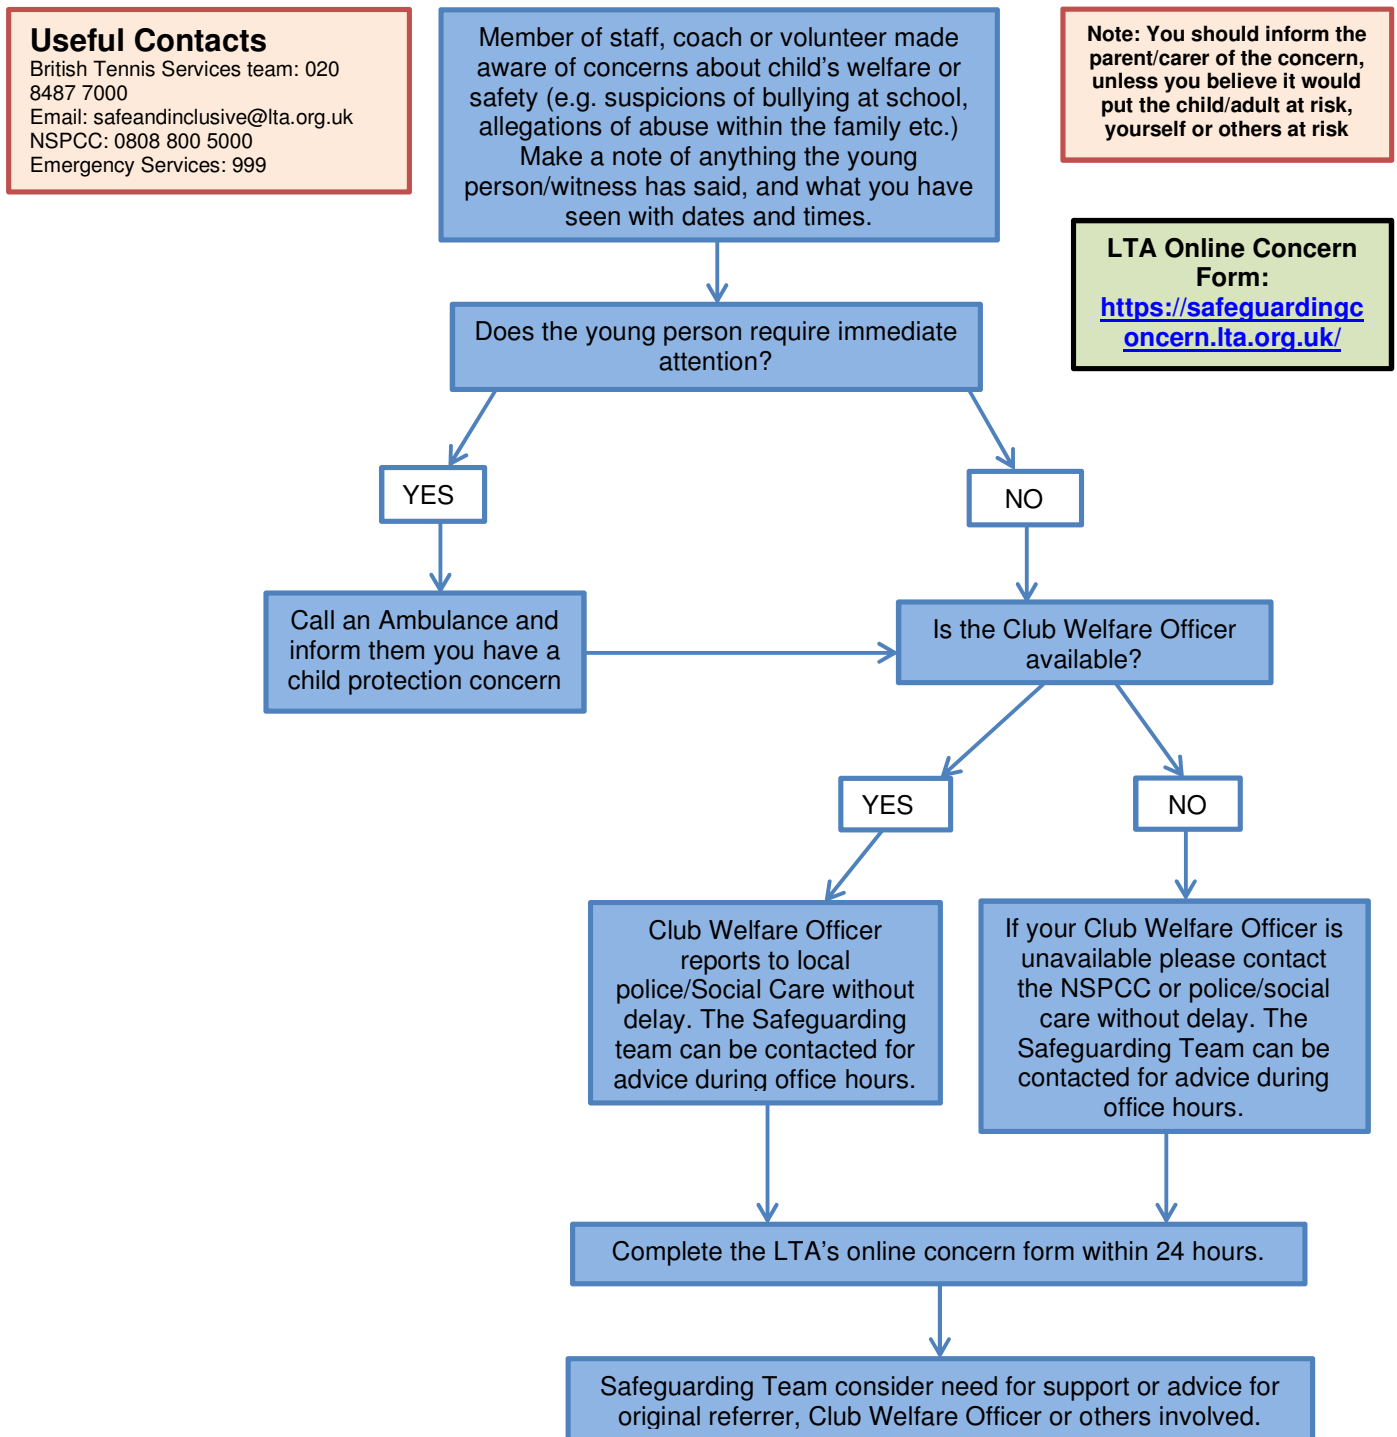 Useful Contacts
British Tennis Services team: 020
8487 7000
Email: safeandinclusive@lta.org.uk
NSPCC: 0808 800 5000
Emergency Services: 999
Member of staff, coach or volunteer made
aware of concerns about child’s welfare or
safety (e.g. suspicions of bullying at school,
allegations of abuse within the family etc.)
Make a note of anything the young
person/witness has said, and what you have
seen with dates and times.
Note: You should inform the
parent/carer of the concern,
unless you believe it would
put the child/adult at risk,
yourself or others at risk
LTA Online Concern
Form:
https://safeguardingc
oncern.lta.org.uk/
Does the young person require immediate
attention?
YES
NO
Call an Ambulance and
inform them you have a
child protection concern
Is the Club Welfare Officer
available?
YES
NO
Club Welfare Officer
reports to local
police/Social Care without
delay. The Safeguarding
team can be contacted for
advice during office hours.
If your Club Welfare Officer is
unavailable please contact
the NSPCC or police/social
care without delay. The
Safeguarding Team can be
contacted for advice during
office hours.
Complete the LTA’s online concern form within 24 hours.
Safeguarding Team consider need for support or advice for
original referrer, Club Welfare Officer or others involved.